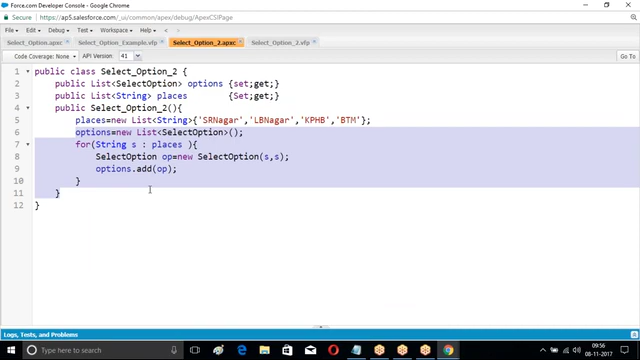 Force.com Developer Console - Google Chrome
Secure https://ap5.salesforce.com/_ui/common/apex/debug/ApexCSIPage
File Edit Debug Test Workspace Help < >
Select_Option.apxc Select_Option_Example.vfp Select_Option_2.apxc Select_Option_2.vfp
Code Coverage: None API Version: 41 Go To
1 public class Select_Option_2 {
2 public List<SelectOption> options {set;get;}
3 public List<String> places {Set;get;}
4 public Select_Option_2(){
5 places=new List<String>{'SRNagar','LBNagar','KPHB','BTM'};
6 options=new List<SelectOption>();
7 for(String s : places ){
8 SelectOption op=new SelectOption(s,s);
9 options.add(op);
10 }
11 }
12 }
Logs, Tests, and Problems
Type here to search
09:56
08-11-2017